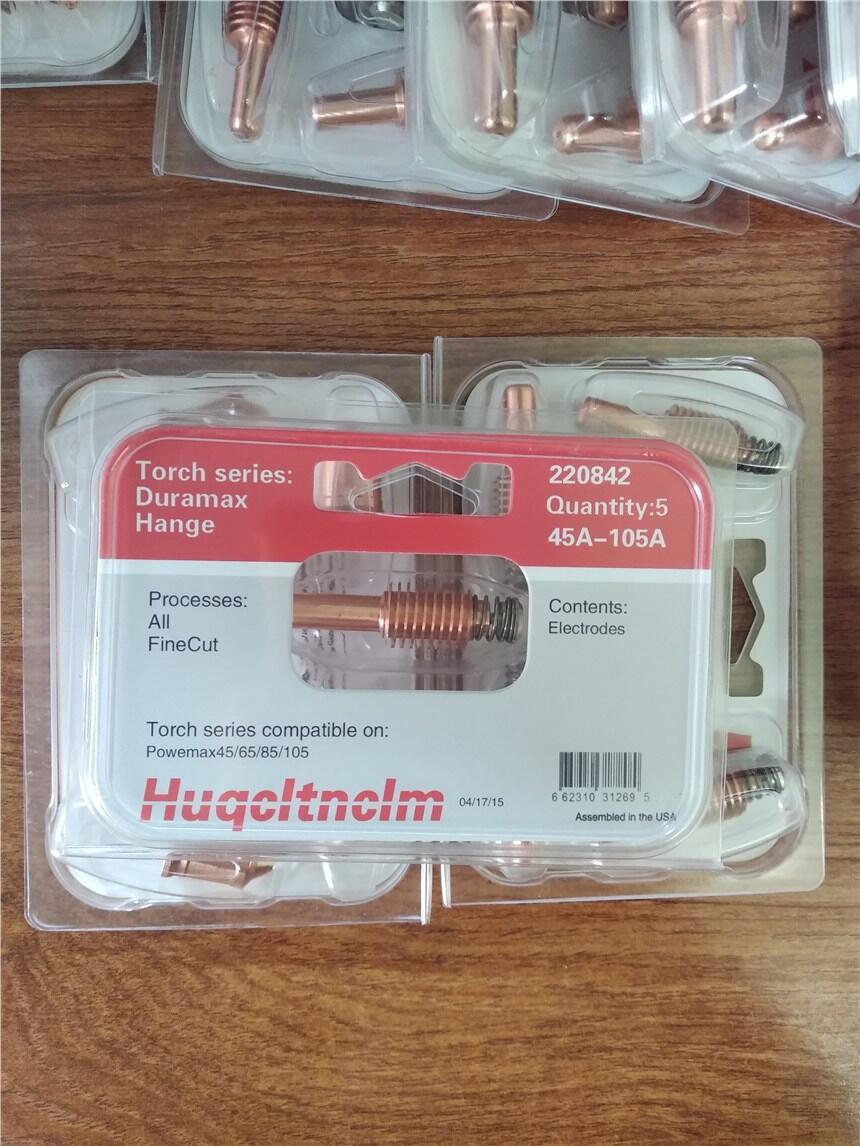 Torch series:
Duramax
Hange
220842
Quantity:5
45A-105A
Processes:
All
FineCut
Contents:
Electrodes
Torch series compatible on:
Powemax45/65/85/105
Huqcltnclm
04/17/15
6 62310 31269 5
Assembled in the USA